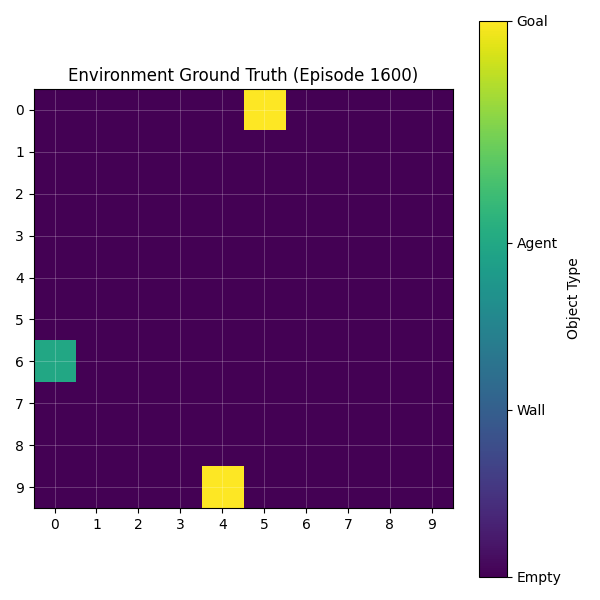 Environment Ground Truth (Episode 1600)
0
1
2
3
4
5
6
7
8
9
0 1 2 3 4 5 6 7 8 9
Goal
Agent
Wall
Empty
Object Type